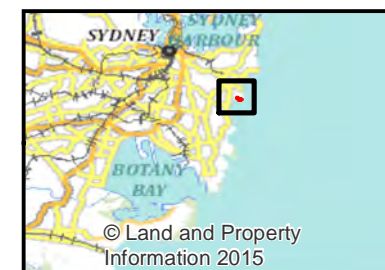 SYDNEY
SYDNEY
HARBOUR
BOTANY
BAY
© Land and Property
Information 2015